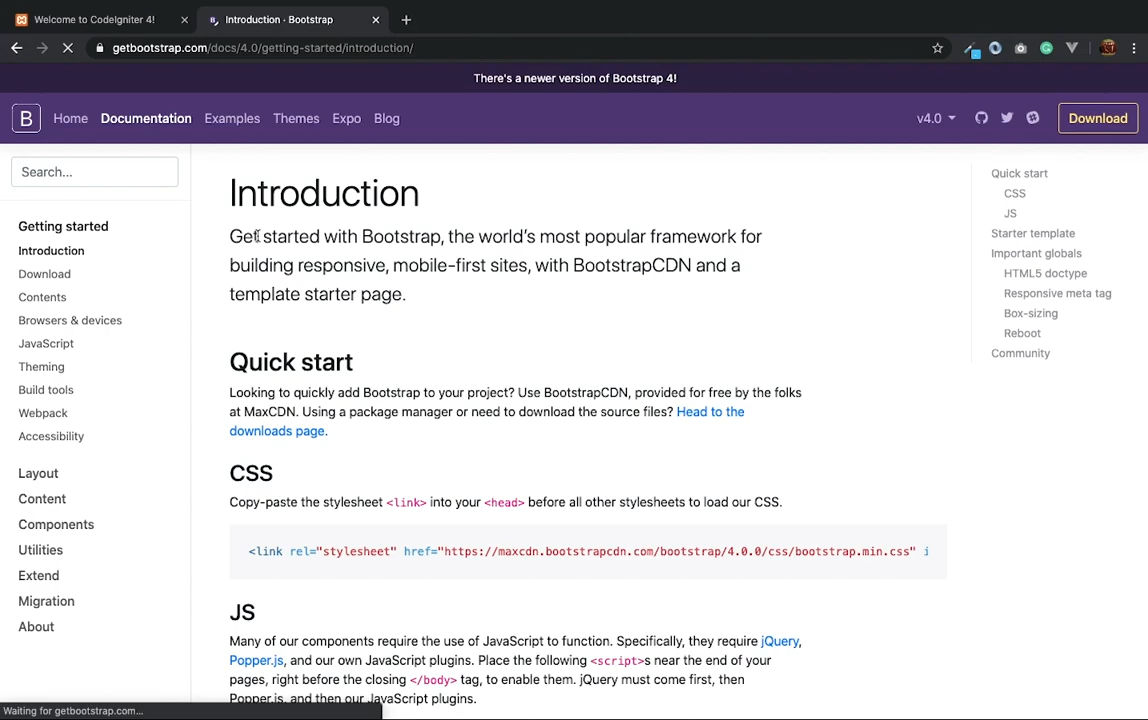 Welcome to CodeIgniter 4!
Introduction · Bootstrap
getbootstrap.com/docs/4.0/getting-started/introduction/
There's a newer version of Bootstrap 4!
B Home Documentation Examples Themes Expo Blog v4.0 Download
Search...
Getting started
Introduction
Download
Contents
Browsers & devices
JavaScript
Theming
Build tools
Webpack
Accessibility
Layout
Content
Components
Utilities
Extend
Migration
About
Introduction
Get started with Bootstrap, the world's most popular framework for
building responsive, mobile-first sites, with BootstrapCDN and a
template starter page.
Quick start
Looking to quickly add Bootstrap to your project? Use BootstrapCDN, provided for free by the folks
at MaxCDN. Using a package manager or need to download the source files? Head to the
downloads page.
CSS
Copy-paste the stylesheet <link> into your <head> before all other stylesheets to load our CSS.
<link rel="stylesheet" href="https://maxcdn.bootstrapcdn.com/bootstrap/4.0.0/css/bootstrap.min.css" i
JS
Many of our components require the use of JavaScript to function. Specifically, they require jQuery,
Popper.js, and our own JavaScript plugins. Place the following <script>s near the end of your
pages, right before the closing </body> tag, to enable them. jQuery must come first, then
Popper.js, and then our JavaScript plugins.
Quick start
CSS
JS
Starter template
Important globals
HTML5 doctype
Responsive meta tag
Box-sizing
Reboot
Community
Waiting for getbootstrap.com...